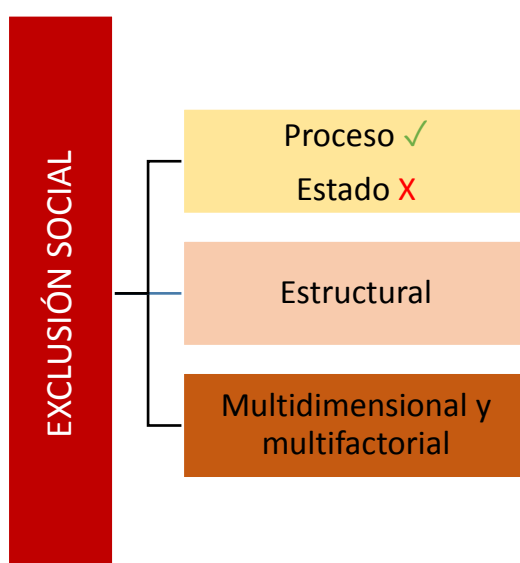 EXCLUSIÓN SOCIAL
Proceso ✓
Estado X
Estructural
Multidimensional y
multifactorial